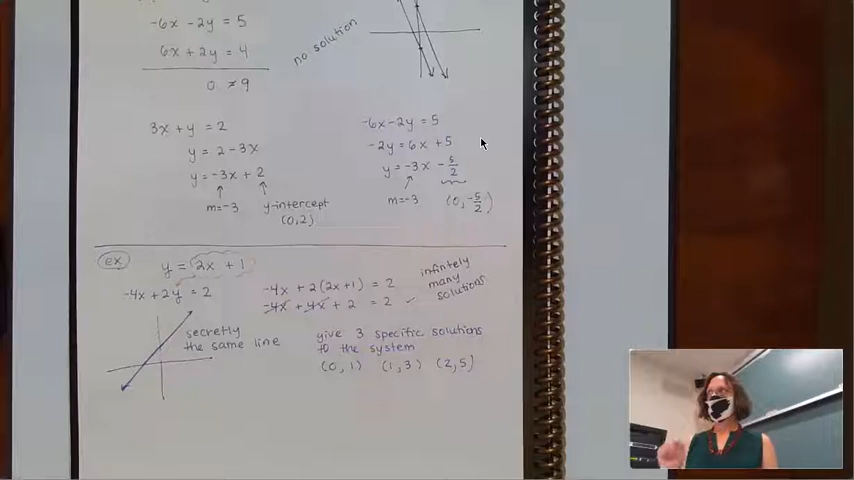 -6x - 2y = 5
6x + 2y = 4
0 ≠ 9
no solution
3x + y = 2
y = 2 - 3x
y = -3x + 2
m = -3
y-intercept
(0,2)
-6x - 2y = 5
-2y = 6x + 5
y = -3x - 5/2
m = -3
(0, -5/2)
ex
y = 2x + 1
-4x + 2y = 2
secretly
the same line
-4x + 2(2x+1) = 2
-4x + 4x + 2 = 2 ✓
infinitely
many
solutions
give 3 specific solutions
to the system
(0, 1) (1, 3) (2, 5)